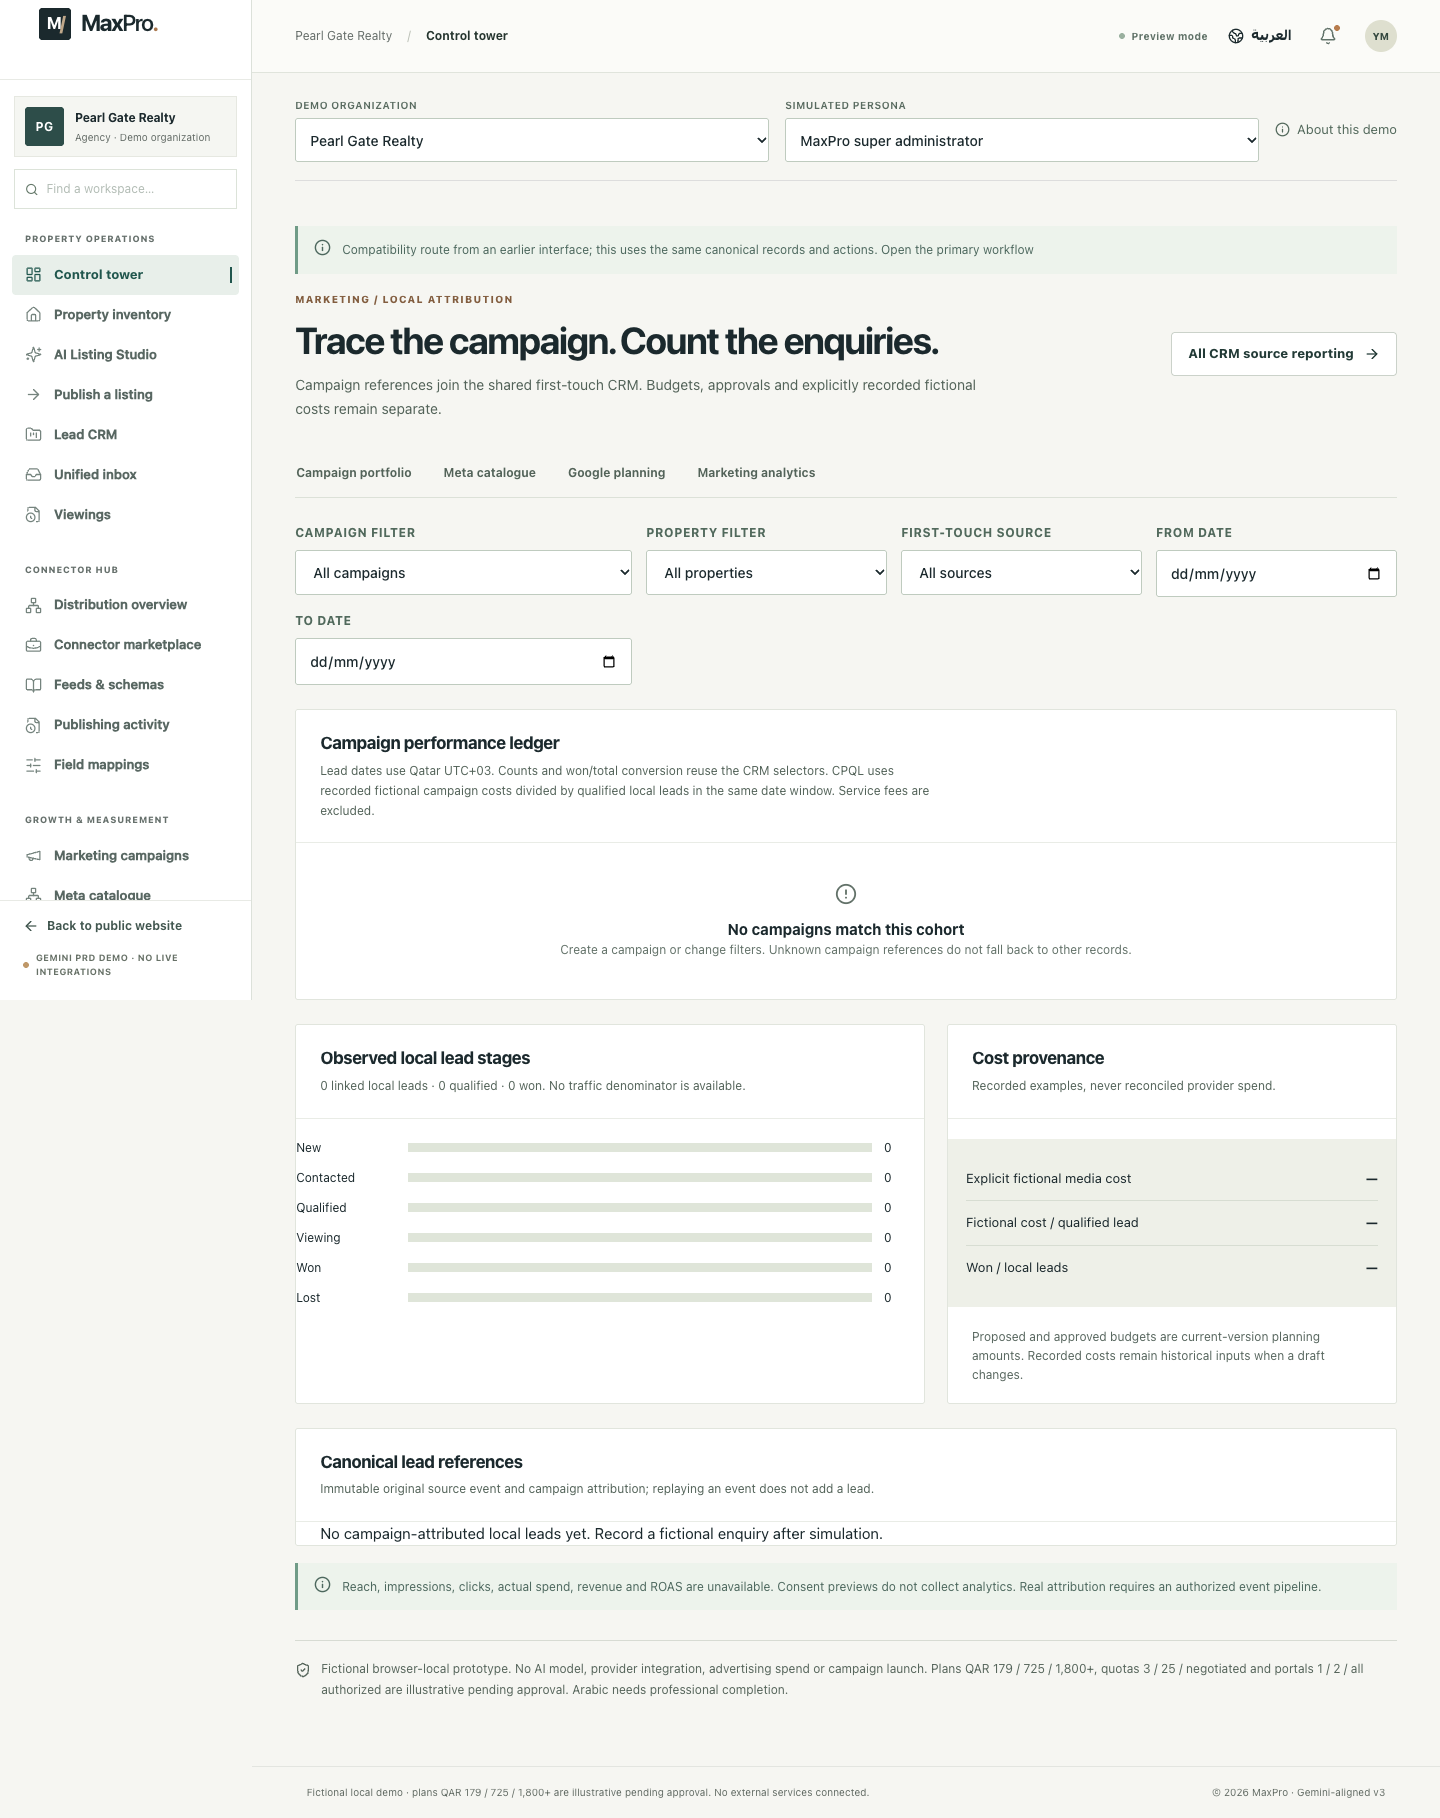 M/ MaxPro.
Pearl Gate Realty / Control tower
Preview mode
العربية
YM
PG
Pearl Gate Realty
Agency · Demo organization
Find a workspace...
PROPERTY OPERATIONS
Control tower
Property inventory
AI Listing Studio
Publish a listing
Lead CRM
Unified inbox
Viewings
CONNECTOR HUB
Distribution overview
Connector marketplace
Feeds & schemas
Publishing activity
Field mappings
GROWTH & MEASUREMENT
Marketing campaigns
Meta catalogue
Back to public website
GEMINI PRD DEMO · NO LIVE
INTEGRATIONS
DEMO ORGANIZATION
Pearl Gate Realty
SIMULATED PERSONA
MaxPro super administrator
About this demo
Compatibility route from an earlier interface; this uses the same canonical records and actions. Open the primary workflow
MARKETING / LOCAL ATTRIBUTION
Trace the campaign. Count the enquiries.
Campaign references join the shared first-touch CRM. Budgets, approvals and explicitly recorded fictional
costs remain separate.
All CRM source reporting
Campaign portfolio
Meta catalogue
Google planning
Marketing analytics
CAMPAIGN FILTER
All campaigns
PROPERTY FILTER
All properties
FIRST-TOUCH SOURCE
All sources
FROM DATE
dd/mm/yyyy
TO DATE
dd/mm/yyyy
Campaign performance ledger
Lead dates use Qatar UTC+03. Counts and won/total conversion reuse the CRM selectors. CPQL uses
recorded fictional campaign costs divided by qualified local leads in the same date window. Service fees are
excluded.
No campaigns match this cohort
Create a campaign or change filters. Unknown campaign references do not fall back to other records.
Observed local lead stages
0 linked local leads · 0 qualified · 0 won. No traffic denominator is available.
New 0
Contacted 0
Qualified 0
Viewing 0
Won 0
Lost 0
Cost provenance
Recorded examples, never reconciled provider spend.
Explicit fictional media cost —
Fictional cost / qualified lead —
Won / local leads —
Proposed and approved budgets are current-version planning
amounts. Recorded costs remain historical inputs when a draft
changes.
Canonical lead references
Immutable original source event and campaign attribution; replaying an event does not add a lead.
No campaign-attributed local leads yet. Record a fictional enquiry after simulation.
Reach, impressions, clicks, actual spend, revenue and ROAS are unavailable. Consent previews do not collect analytics. Real attribution requires an authorized event pipeline.
Fictional browser-local prototype. No AI model, provider integration, advertising spend or campaign launch. Plans QAR 179 / 725 / 1,800+, quotas 3 / 25 / negotiated and portals 1 / 2 / all
authorized are illustrative pending approval. Arabic needs professional completion.
Fictional local demo · plans QAR 179 / 725 / 1,800+ are illustrative pending approval. No external services connected.
© 2026 MaxPro · Gemini-aligned v3